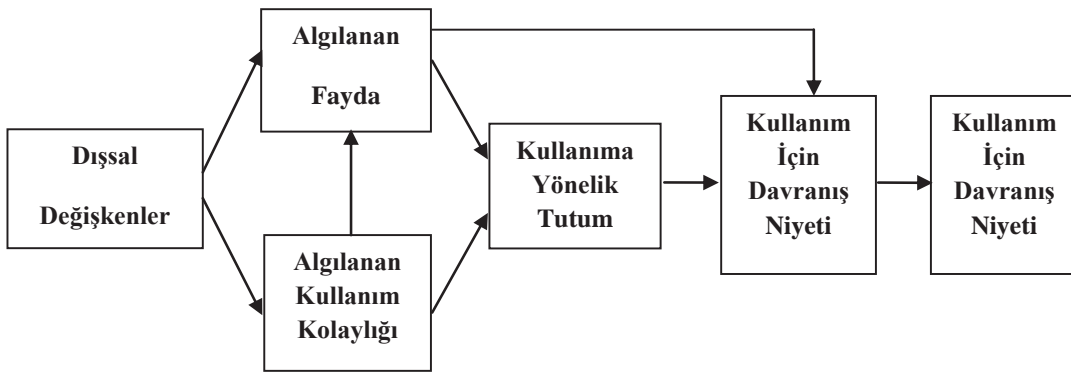 Dışsal
Değişkenler
Algılanan
Fayda
Algılanan
Kullanım
Kolaylığı
Kullanıma
Yönelik
Tutum
Kullanım
İçin
Davranış
Niyeti
Kullanım
İçin
Davranış
Niyeti